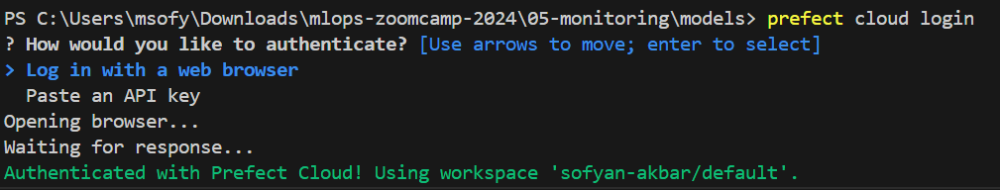 PS C:\Users\msofy\Downloads\mlops-zoomcamp-2024\05-monitoring\models> prefect cloud login
? How would you like to authenticate? [Use arrows to move; enter to select]
> Log in with a web browser
  Paste an API key
Opening browser...
Waiting for response...
Authenticated with Prefect Cloud! Using workspace 'sofyan-akbar/default'.